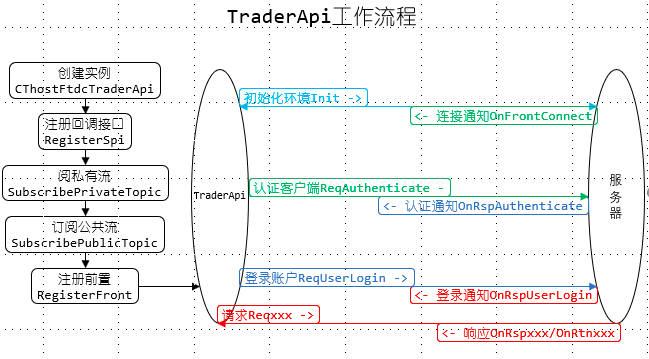 TraderApi工作流程
创建实例
CThostFtdcTraderApi
注册回调接口
RegisterSpi
阅私有流
SubscribePrivateTopic
订阅公共流
SubscribePublicTopic
注册前置
RegisterFront
TraderApi
初始化环境Init ->
<- 连接通知OnFrontConnect
认证客户端ReqAuthenticate -
<- 认证通知OnRspAuthenticate
登录账户ReqUserLogin ->
<- 登录通知OnRspUserLogin
请求Reqxxx ->
<- 响应OnRspxxx/OnRtnxxx
服务器